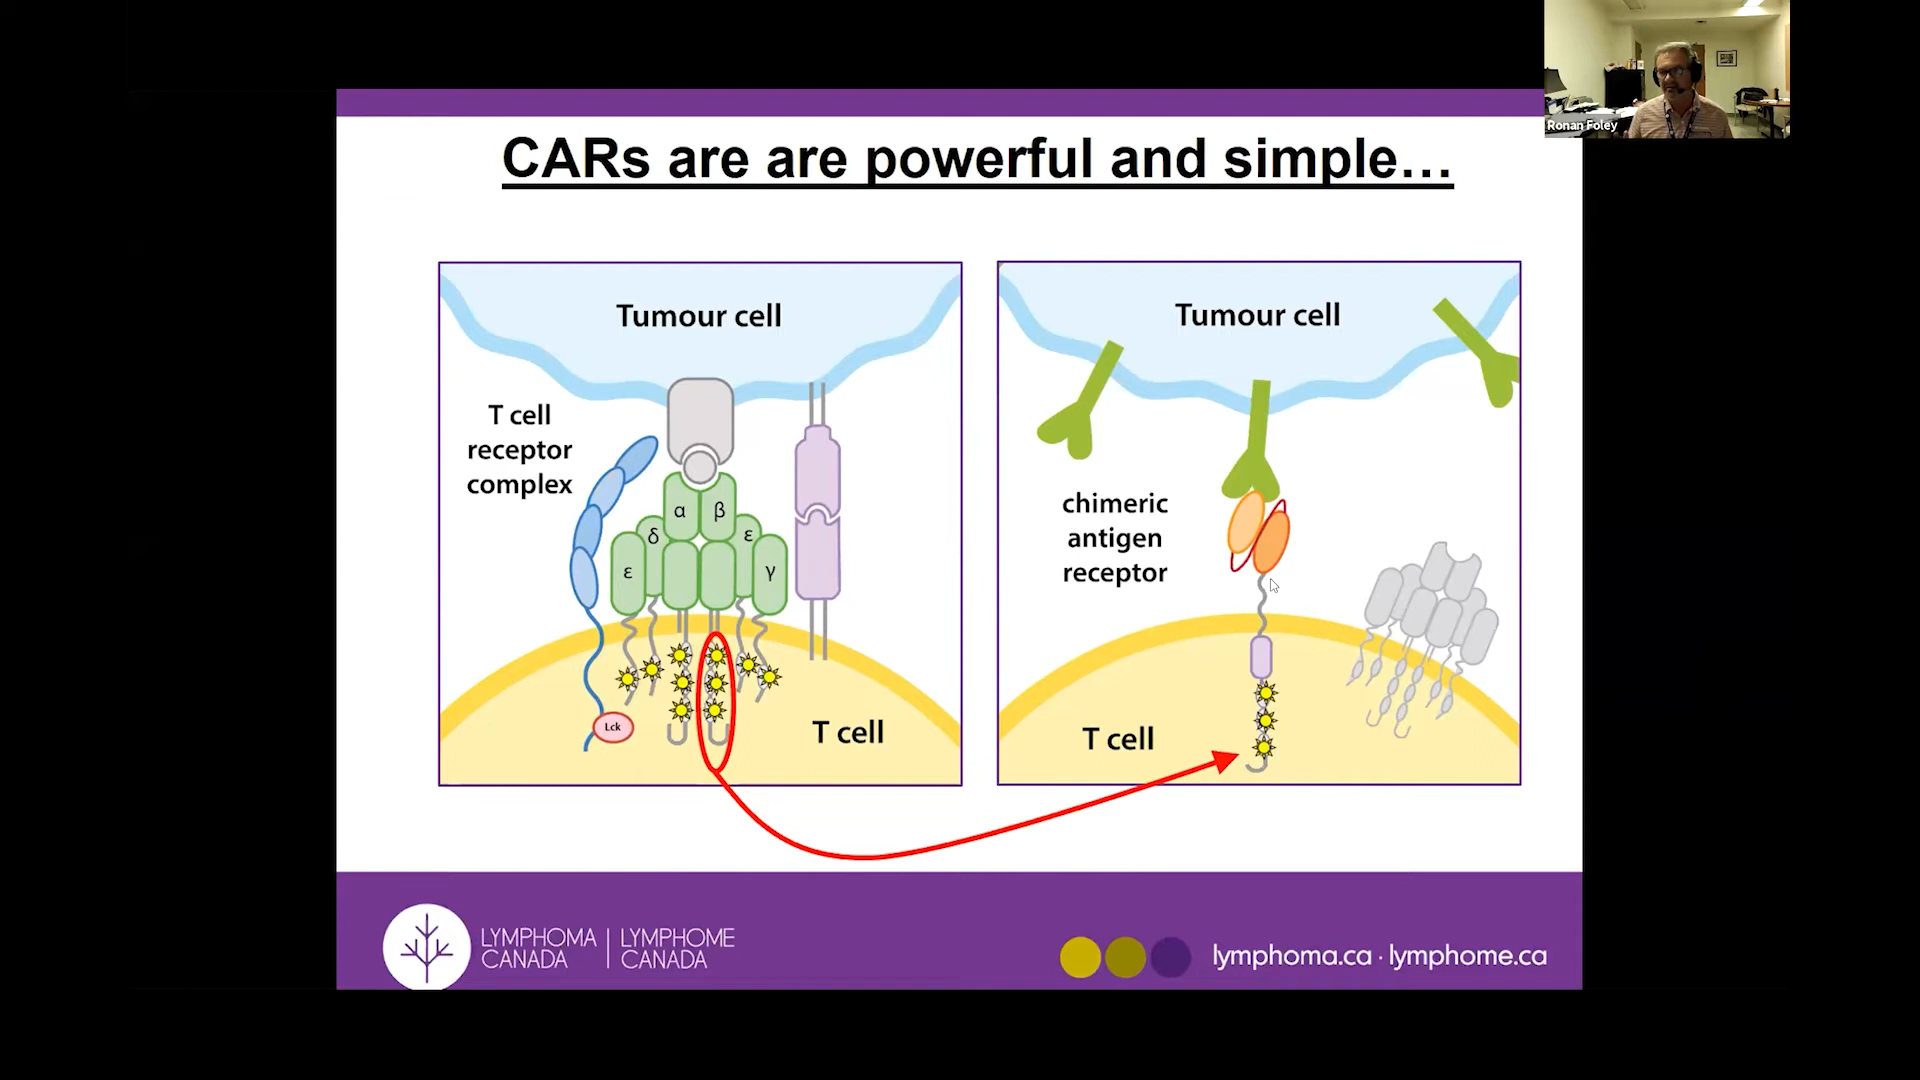 Ronan Foley
CARs are are powerful and simple…
Tumour cell
T cell
receptor
complex
α
β
δ
ε
ε
γ
Lck
T cell
Tumour cell
chimeric
antigen
receptor
T cell
LYMPHOMA
CANADA
LYMPHOME
CANADA
lymphoma.ca · lymphome.ca